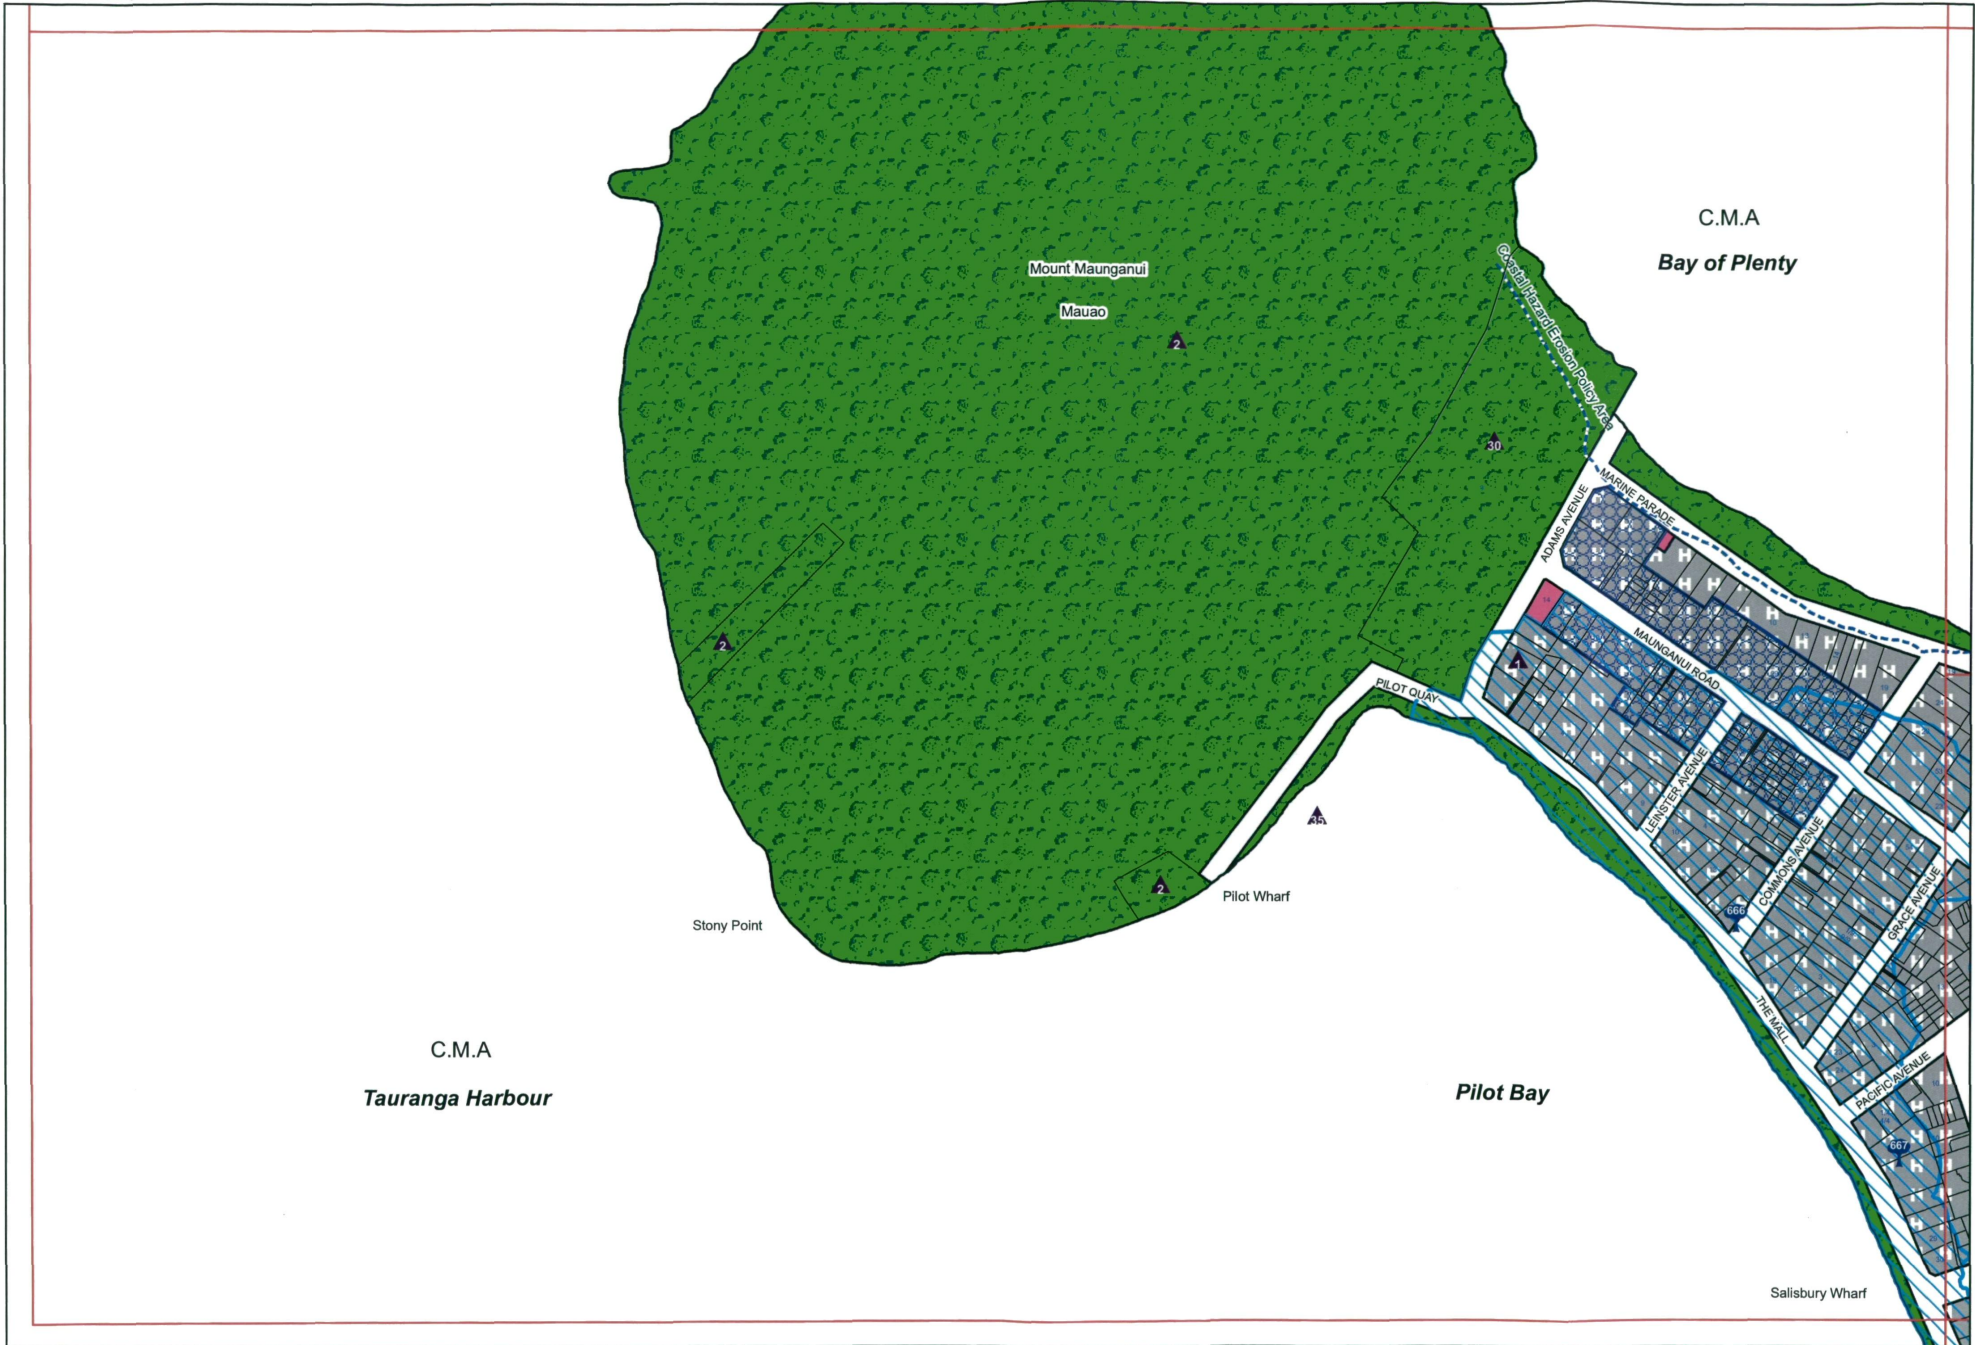 C.M.A
Bay of Plenty
Mount Maunganui
Mauao
2
Coastal Hazard Erosion Policy Area
30
MARINE PARADE
ADAMS AVENUE
14
2
1
MAUNGANUI ROAD
PILOT QUAY
LEINSTER AVENUE
35
COMMONS AVENUE
2
Pilot Wharf
GRACE AVENUE
666
Stony Point
THE MALL
C.M.A
Tauranga Harbour
Pilot Bay
PACIFIC AVENUE
667
Salisbury Wharf